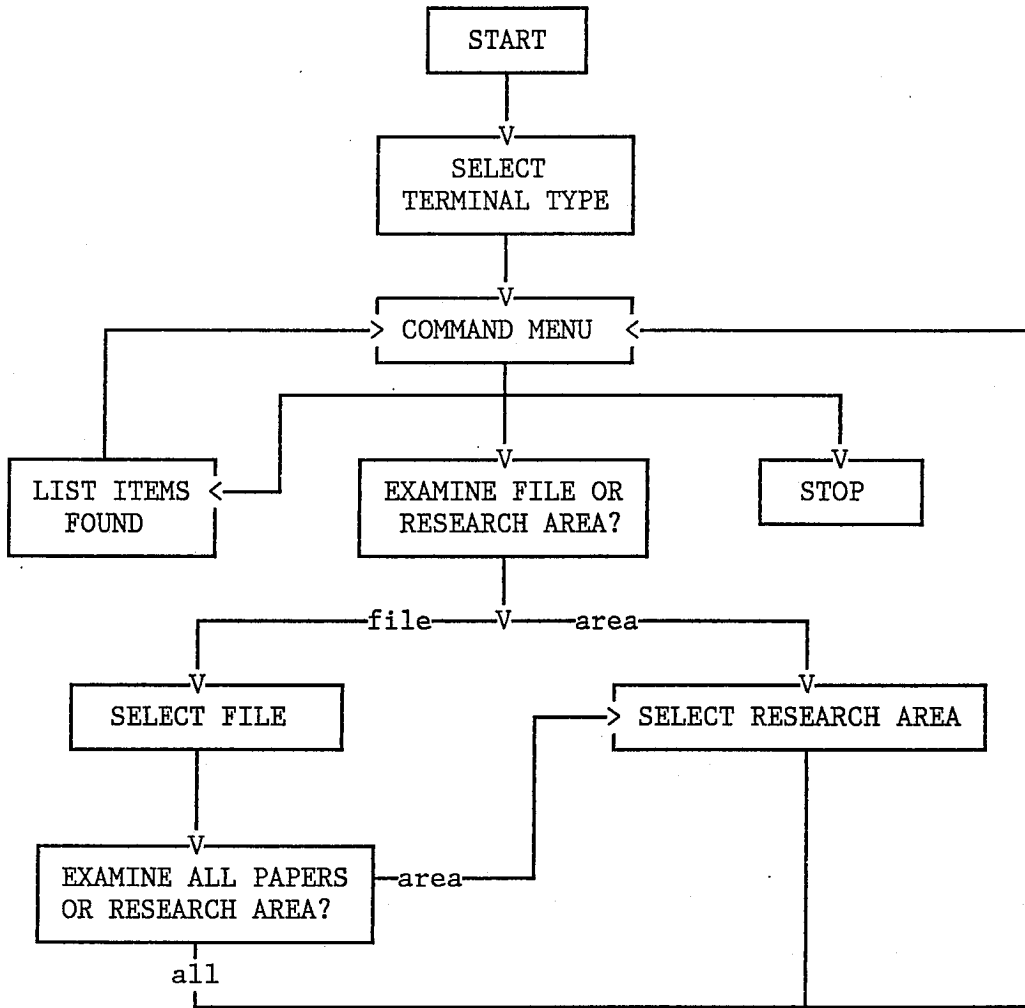 START
SELECT
TERMINAL TYPE
COMMAND MENU
LIST ITEMS
FOUND
EXAMINE FILE OR
RESEARCH AREA?
STOP
file
area
SELECT FILE
SELECT RESEARCH AREA
EXAMINE ALL PAPERS
OR RESEARCH AREA?
area
all